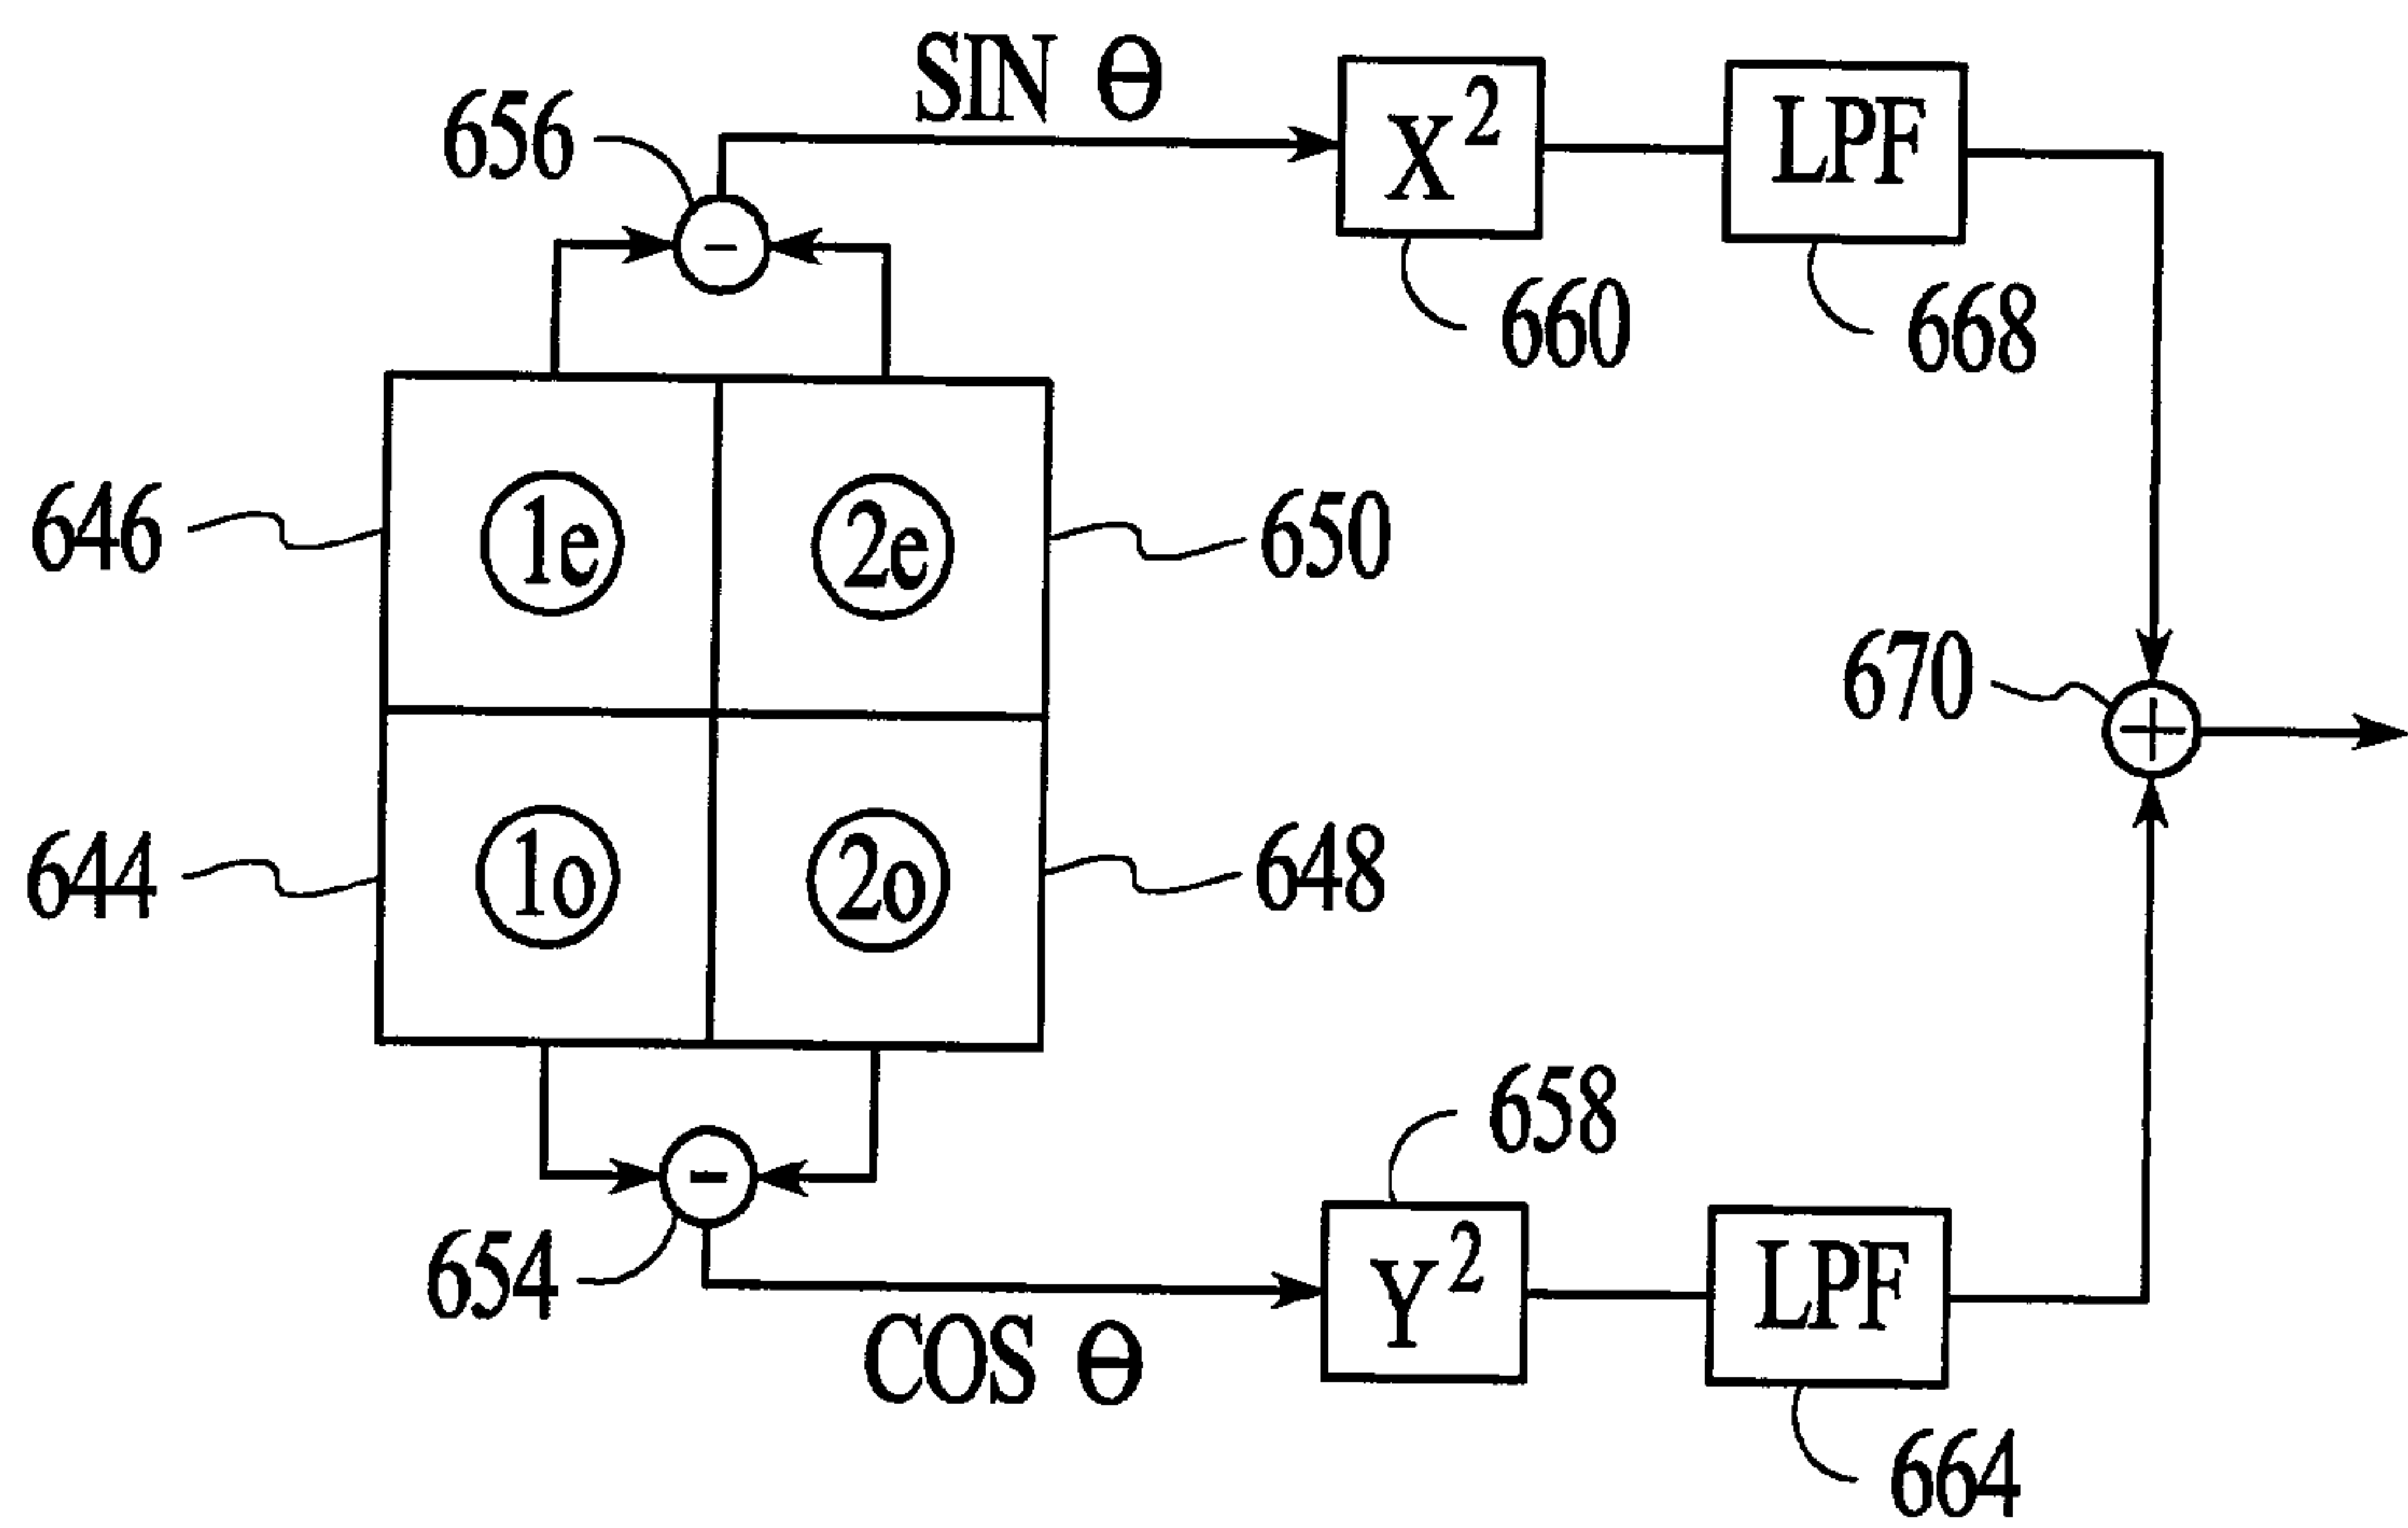 SIN Θ
656
X²
LPF
660
668
646
1e
2e
650
670
644
1o
2o
648
658
654
Y²
LPF
COS Θ
664